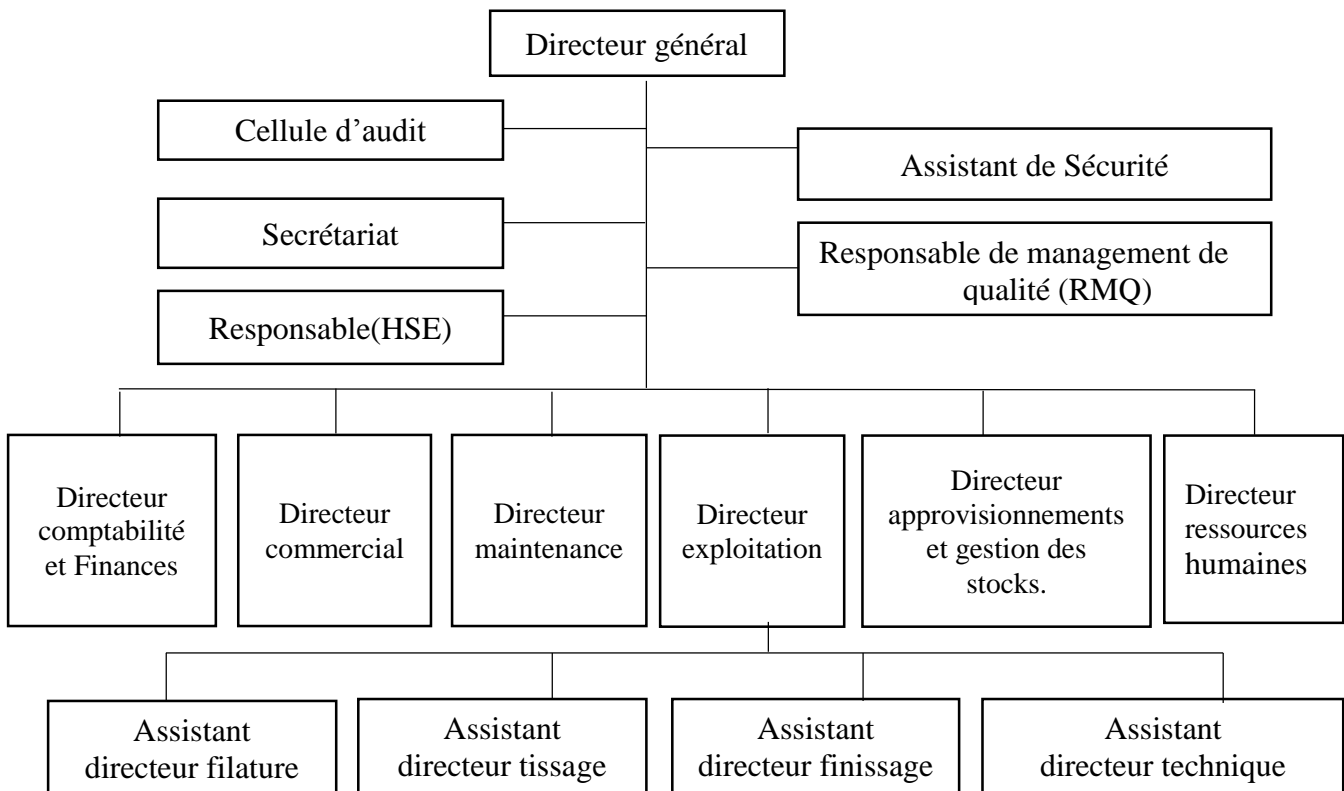 Directeur général
Cellule d’audit
Assistant de Sécurité
Secrétariat
Responsable de management de
qualité (RMQ)
Responsable(HSE)
Directeur
comptabilité
et Finances
Directeur
commercial
Directeur
maintenance
Directeur
exploitation
Directeur
approvisionnements
et gestion des
stocks.
Directeur
ressources
humaines
Assistant
directeur filature
Assistant
directeur tissage
Assistant
directeur finissage
Assistant
directeur technique